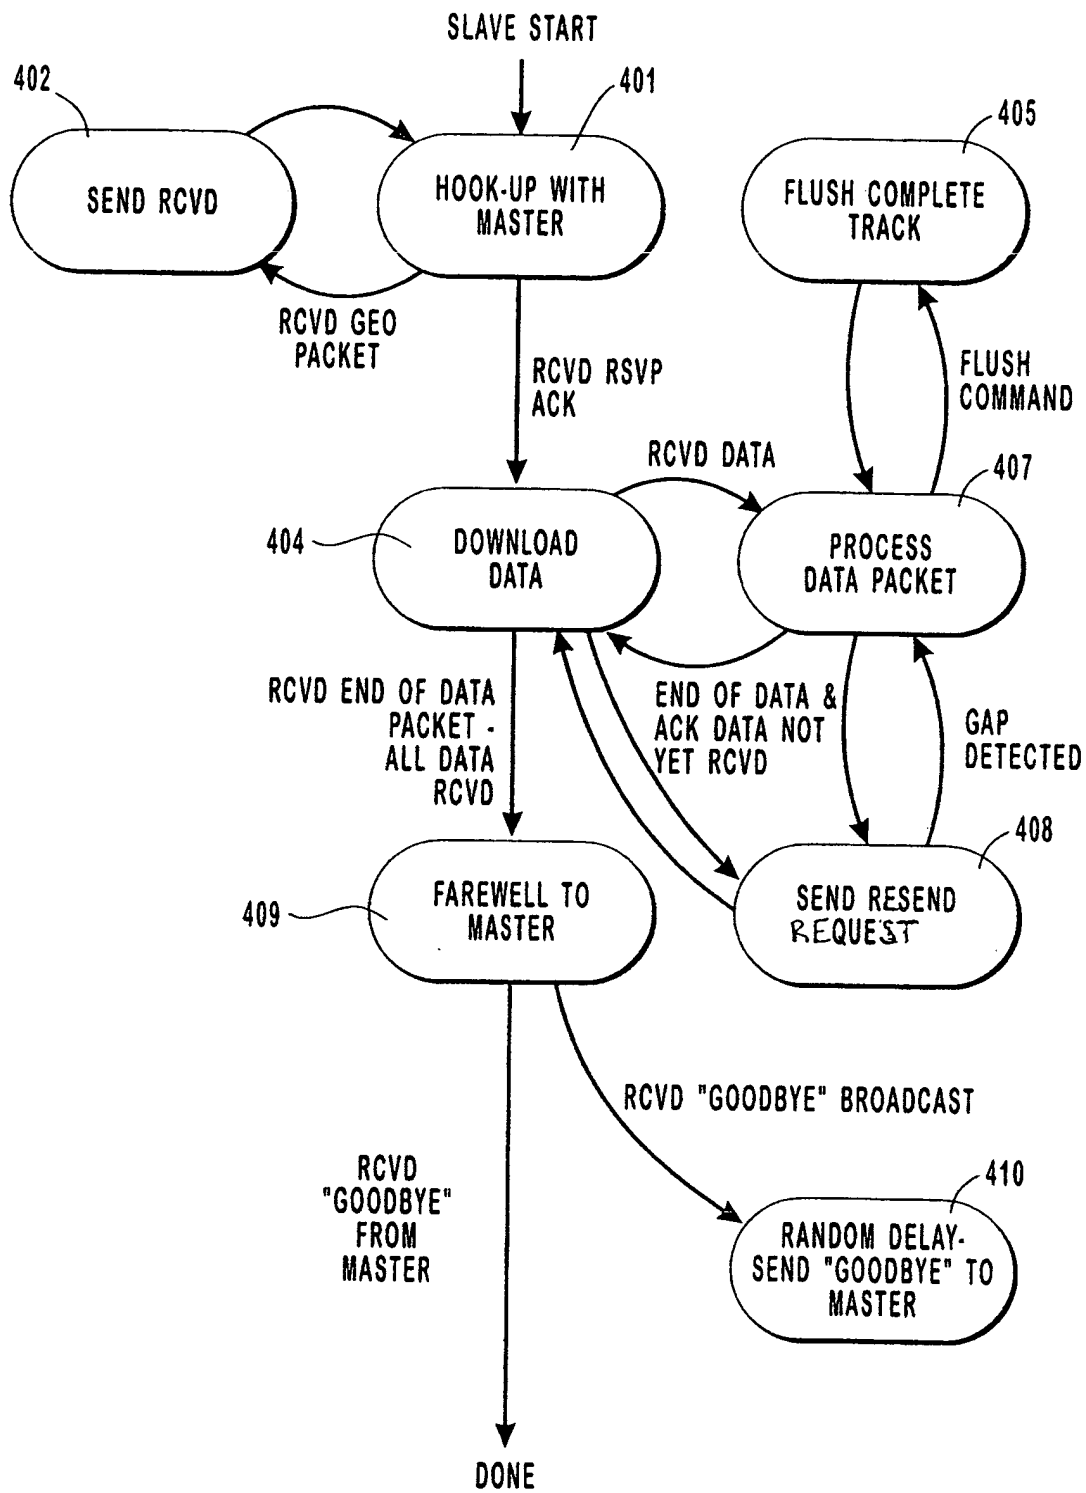 SLAVE START
402
401
405
SEND RCVD
HOOK-UP WITH
MASTER
FLUSH COMPLETE
TRACK
RCVD GEO
PACKET
RCVD RSVP
ACK
FLUSH
COMMAND
RCVD DATA
407
404
DOWNLOAD
DATA
PROCESS
DATA PACKET
RCVD END OF DATA
PACKET -
ALL DATA
RCVD
END OF DATA &
ACK DATA NOT
YET RCVD
GAP
DETECTED
408
409
FAREWELL TO
MASTER
SEND RESEND
REQUEST
RCVD "GOODBYE" BROADCAST
RCVD
"GOODBYE"
FROM
MASTER
410
RANDOM DELAY-
SEND "GOODBYE" TO
MASTER
DONE